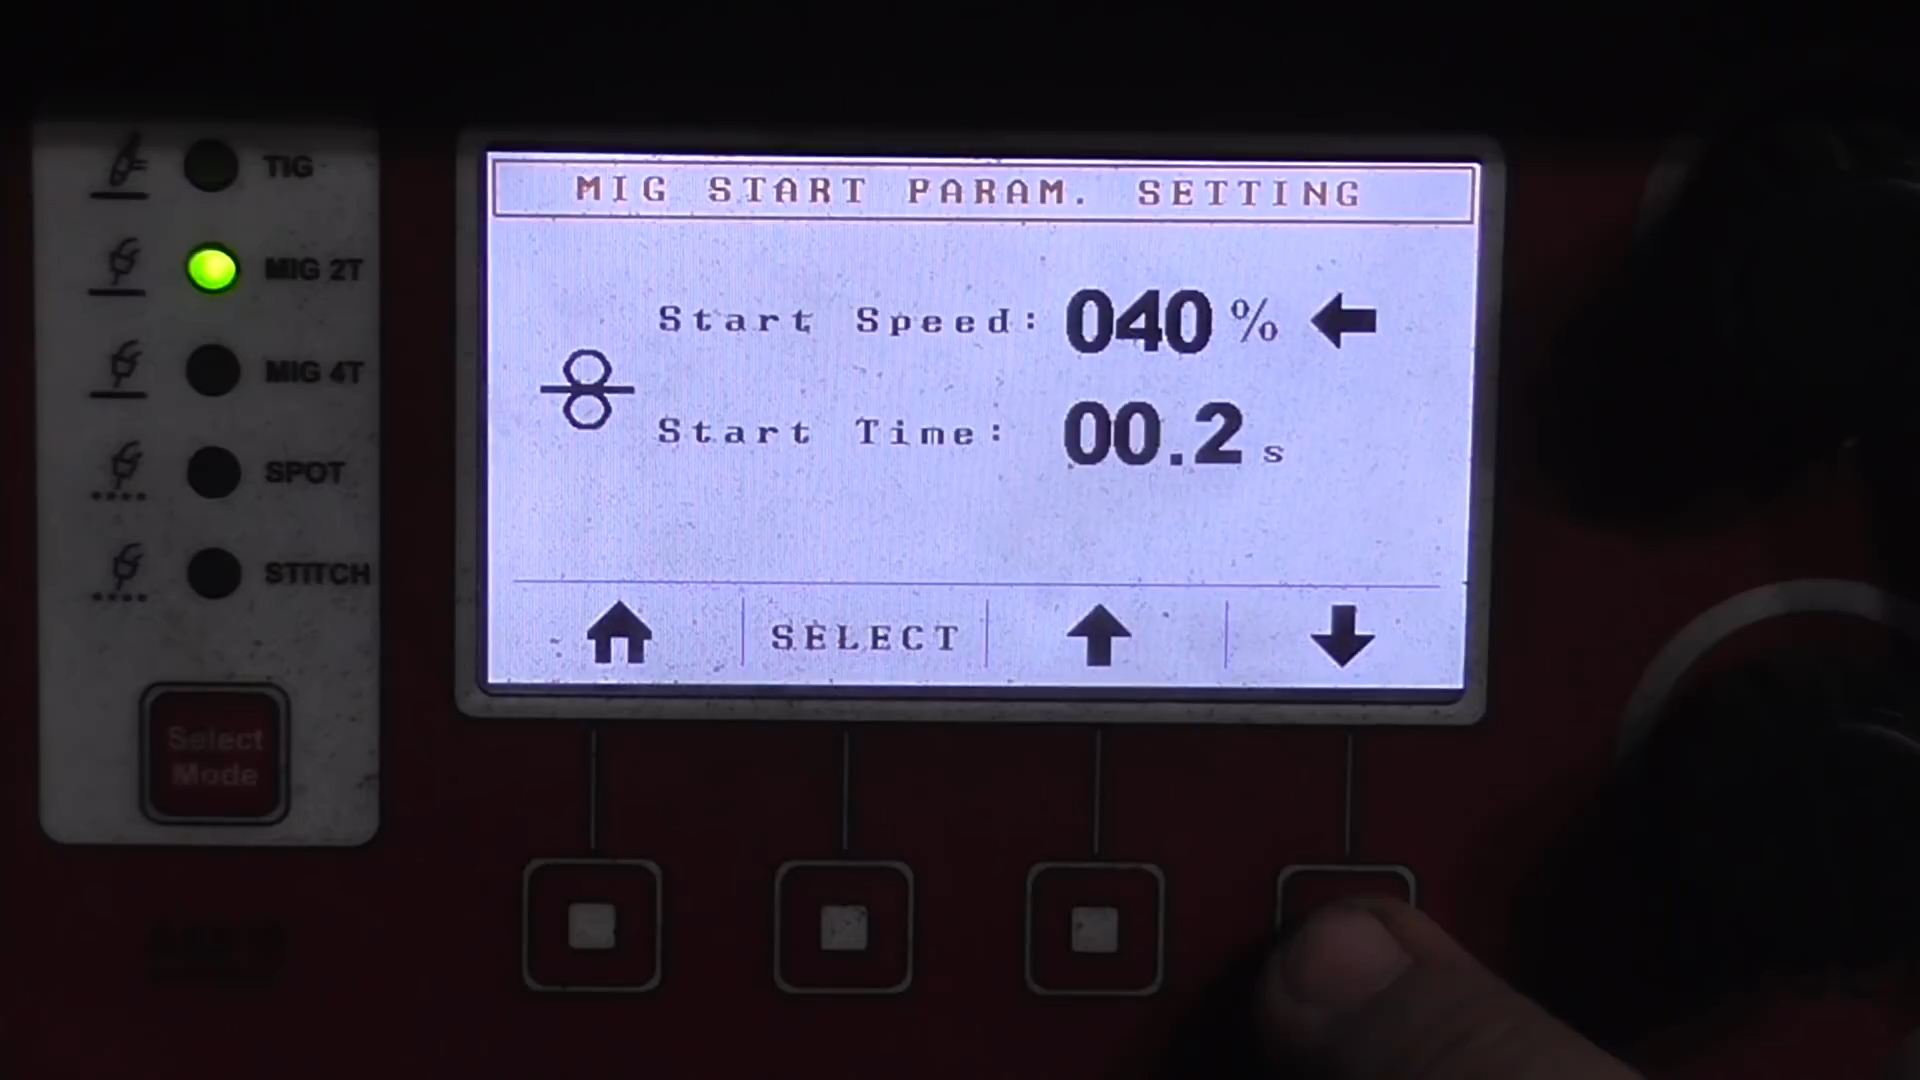 TIG
MIG 2T
MIG 4T
SPOT
STITCH
Select
Mode
MIG START PARAM. SETTING
Start Speed: 040 %
Start Time: 00.2 s
SELECT